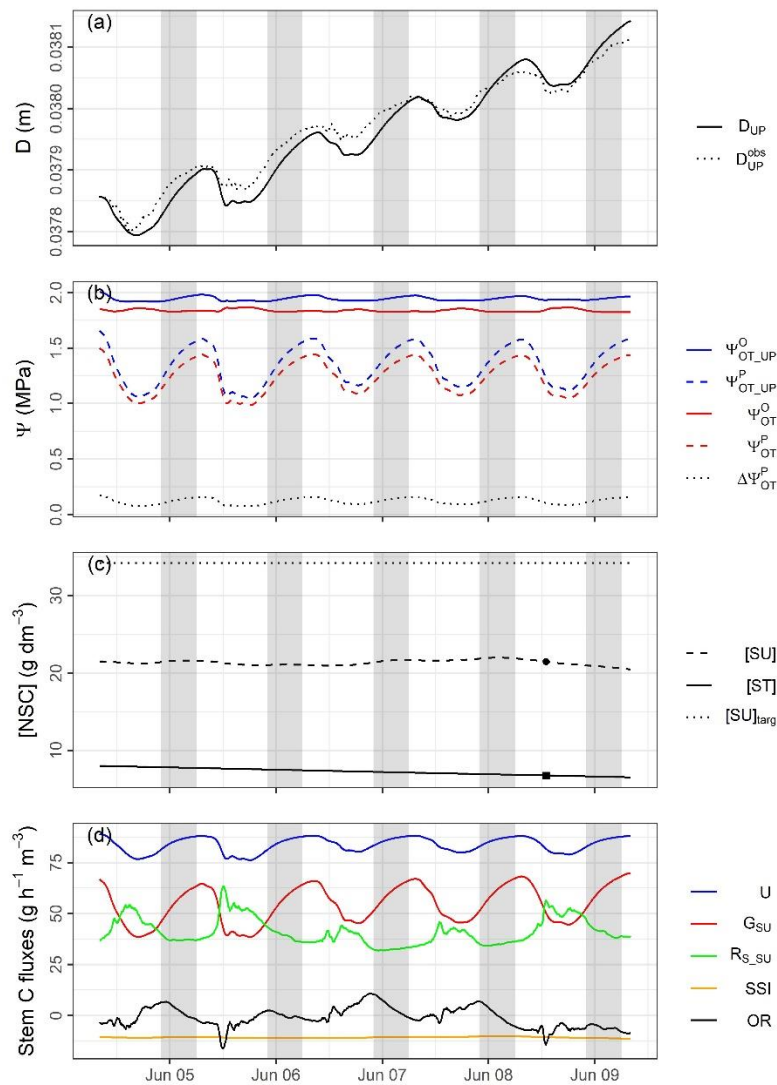 (a)
D (m)
0.0381
0.0380
0.0379
0.0378
D_UP
D_UP^obs
(b)
Ψ (MPa)
2.0
1.5
1.0
0.5
0.0
Ψ_OT_UP^O
Ψ_OT_UP^P
Ψ_OT^O
Ψ_OT^P
ΔΨ_OT^P
(c)
[NSC] (g dm⁻³)
30
20
10
[SU]
[ST]
[SU]targ
(d)
Stem C fluxes (g h⁻¹ m⁻³)
75
50
25
0
U
G_SU
R_S_SU
SSI
OR
Jun 05
Jun 06
Jun 07
Jun 08
Jun 09